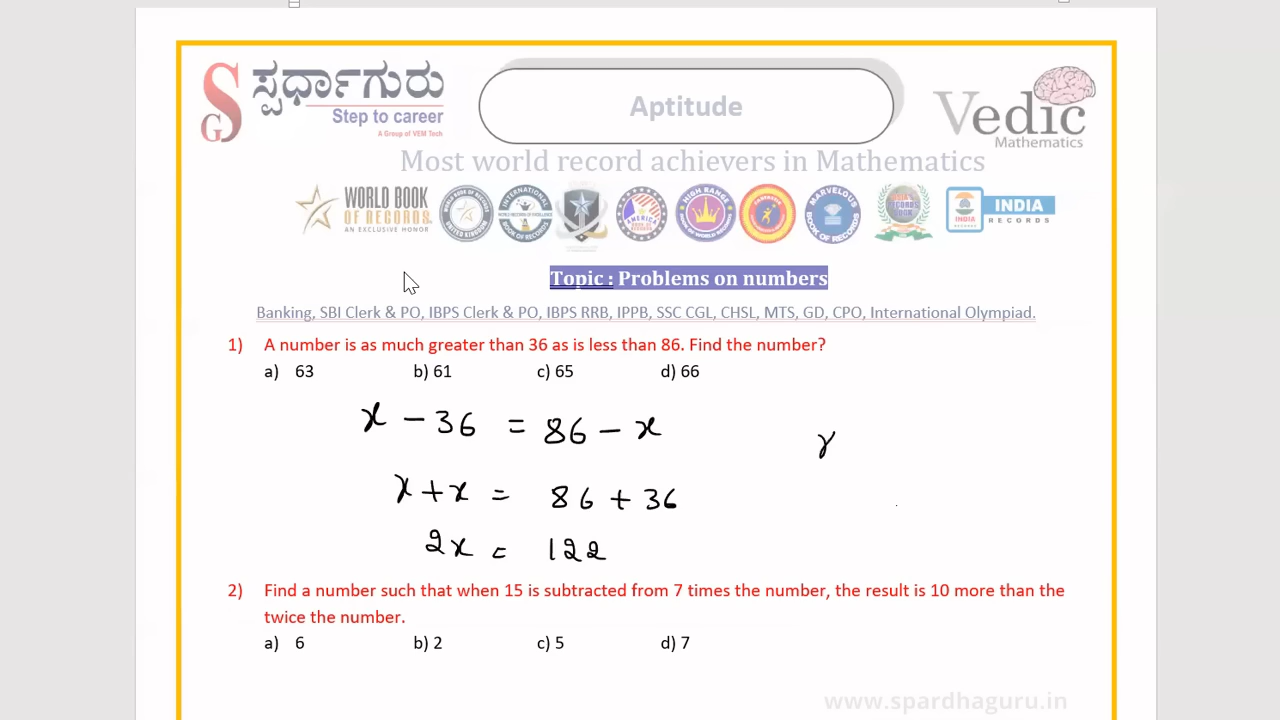 ಸ್ಪರ್ಧಾಗುರು
GS
Step to career
A Group of VEM Tech
Aptitude
Vedic
Mathematics
Most world record achievers in Mathematics
WORLD BOOK
OF RECORDS
AN EXCLUSIVE HONOR
INDIA
RECORDS
Topic : Problems on numbers
Banking, SBI Clerk & PO, IBPS Clerk & PO, IBPS RRB, IPPB, SSC CGL, CHSL, MTS, GD, CPO, International Olympiad.
1) A number is as much greater than 36 as is less than 86. Find the number?
a) 63 b) 61 c) 65 d) 66
x - 36 = 86 - x
x + x = 86 + 36
2x = 122
2) Find a number such that when 15 is subtracted from 7 times the number, the result is 10 more than the
twice the number.
a) 6 b) 2 c) 5 d) 7
www.spardhaguru.in